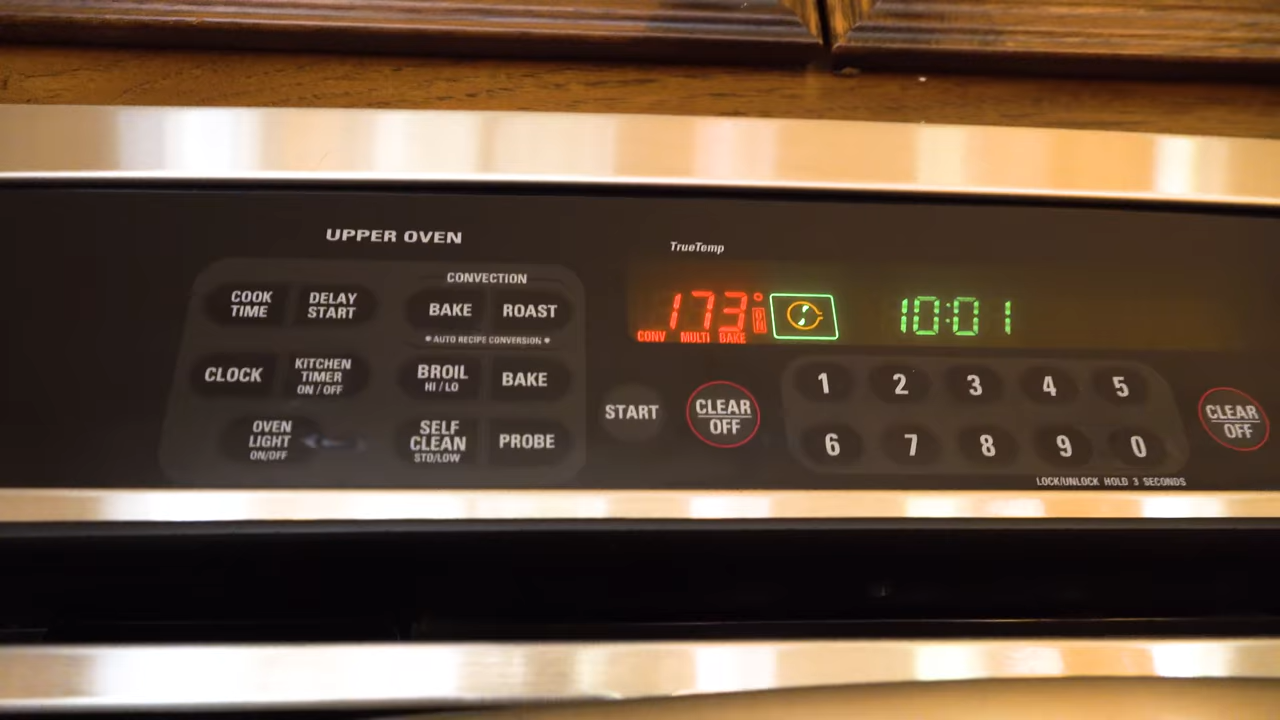 UPPER OVEN
TrueTemp
CONVECTION
COOK
TIME
DELAY
START
BAKE
ROAST
AUTO RECIPE CONVERSION
173°
ON
CONV MULTI BAKE
10:01
CLOCK
KITCHEN
TIMER
ON / OFF
BROIL
HI / LO
BAKE
START
CLEAR
OFF
1 2 3 4 5
CLEAR
OFF
OVEN
LIGHT
ON/OFF
SELF
CLEAN
STD/LOW
PROBE
6 7 8 9 0
LOCK/UNLOCK HOLD 3 SECONDS